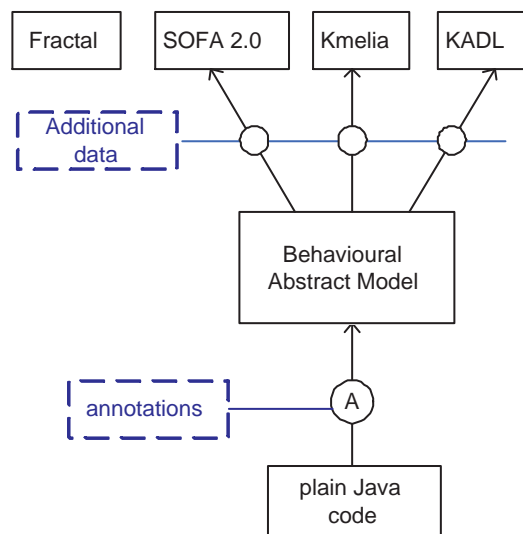 Fractal
SOFA 2.0
Kmelia
KADL
Additional
data
Behavioural
Abstract Model
annotations
A
plain Java
code